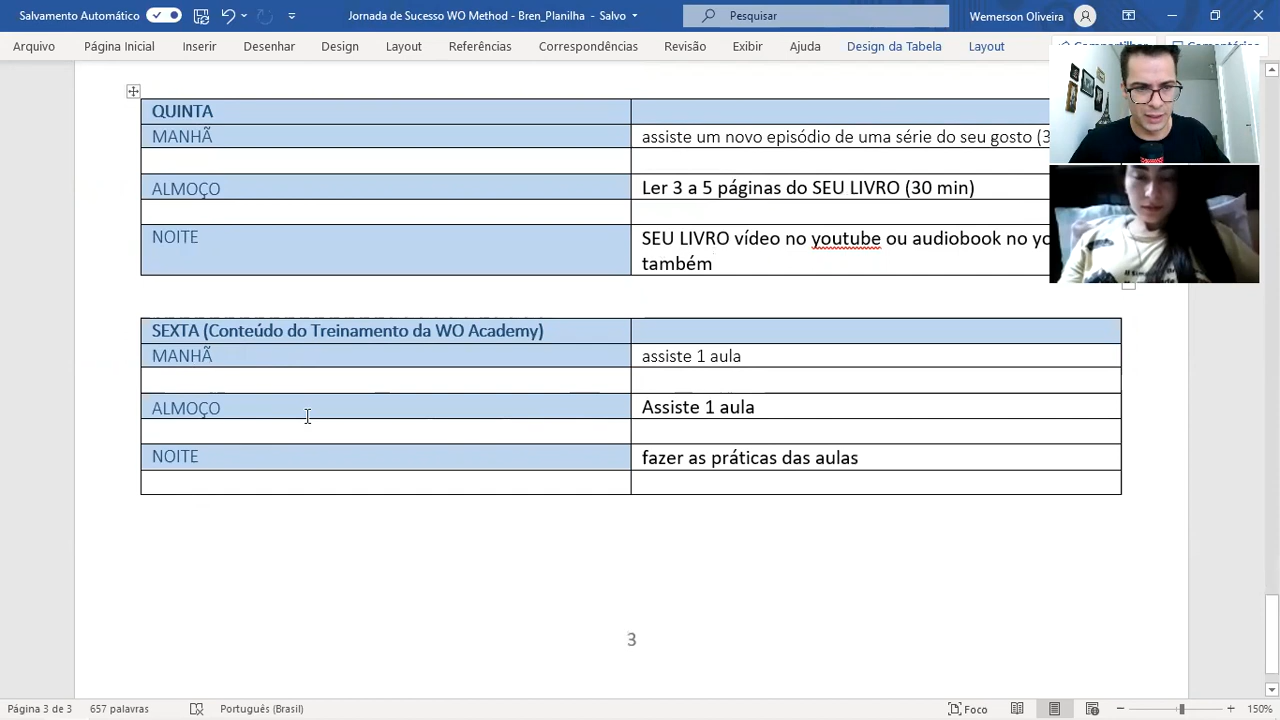 Salvamento Automático
Jornada de Sucesso WO Method - Bren_Planilha - Salvo
Pesquisar
Wemerson Oliveira
Arquivo Página Inicial Inserir Desenhar Design Layout Referências Correspondências Revisão Exibir Ajuda Design da Tabela Layout
QUINTA
MANHÃ assiste um novo episódio de uma série do seu gosto (3
ALMOÇO Ler 3 a 5 páginas do SEU LIVRO (30 min)
NOITE SEU LIVRO vídeo no youtube ou audiobook no yo
também
SEXTA (Conteúdo do Treinamento da WO Academy)
MANHÃ assiste 1 aula
ALMOÇO Assiste 1 aula
NOITE fazer as práticas das aulas
3
Página 3 de 3 657 palavras Português (Brasil) Foco 150%